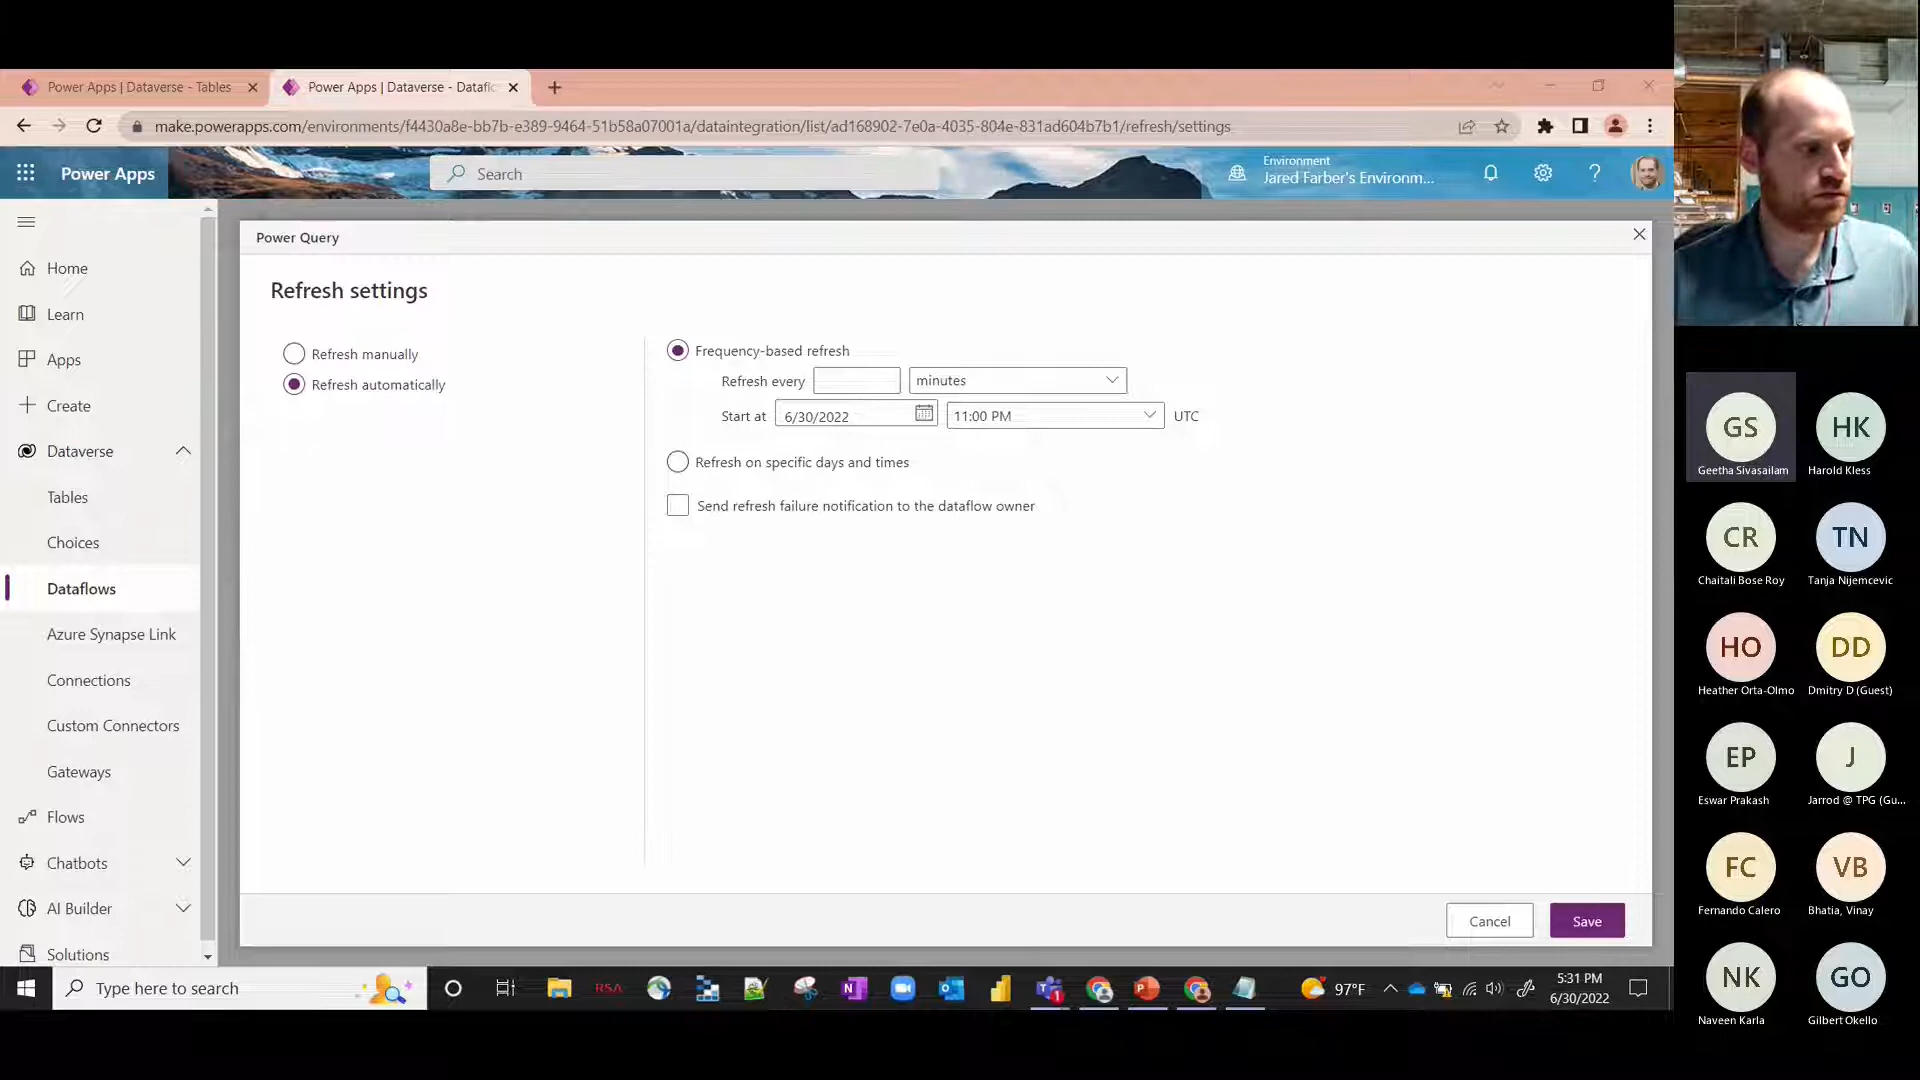 Power Apps | Dataverse - Tables
Power Apps | Dataverse - Datafl
make.powerapps.com/environments/f4430a8e-bb7b-e389-9464-51b58a07001a/dataintegration/list/ad168902-7e0a-4035-804e-831ad604b7b1/refresh/settings
Power Apps
Search
Environment
Jared Farber's Environm...
Home
Learn
Apps
Create
Dataverse
Tables
Choices
Dataflows
Azure Synapse Link
Connections
Custom Connectors
Gateways
Flows
Chatbots
AI Builder
Solutions
Power Query
Refresh settings
Refresh manually
Refresh automatically
Frequency-based refresh
Refresh every minutes
Start at 6/30/2022 11:00 PM UTC
Refresh on specific days and times
Send refresh failure notification to the dataflow owner
Cancel Save
Type here to search
RSA
1
97°F
5:31 PM
6/30/2022
GS HK
Geetha Sivasailam Harold Kless
CR TN
Chaitali Bose Roy Tanja Nijemcevic
HO DD
Heather Orta-Olmo Dmitry D (Guest)
EP J
Eswar Prakash Jarrod @ TPG (Gu...
FC VB
Fernando Calero Bhatia, Vinay
NK GO
Naveen Karla Gilbert Okello